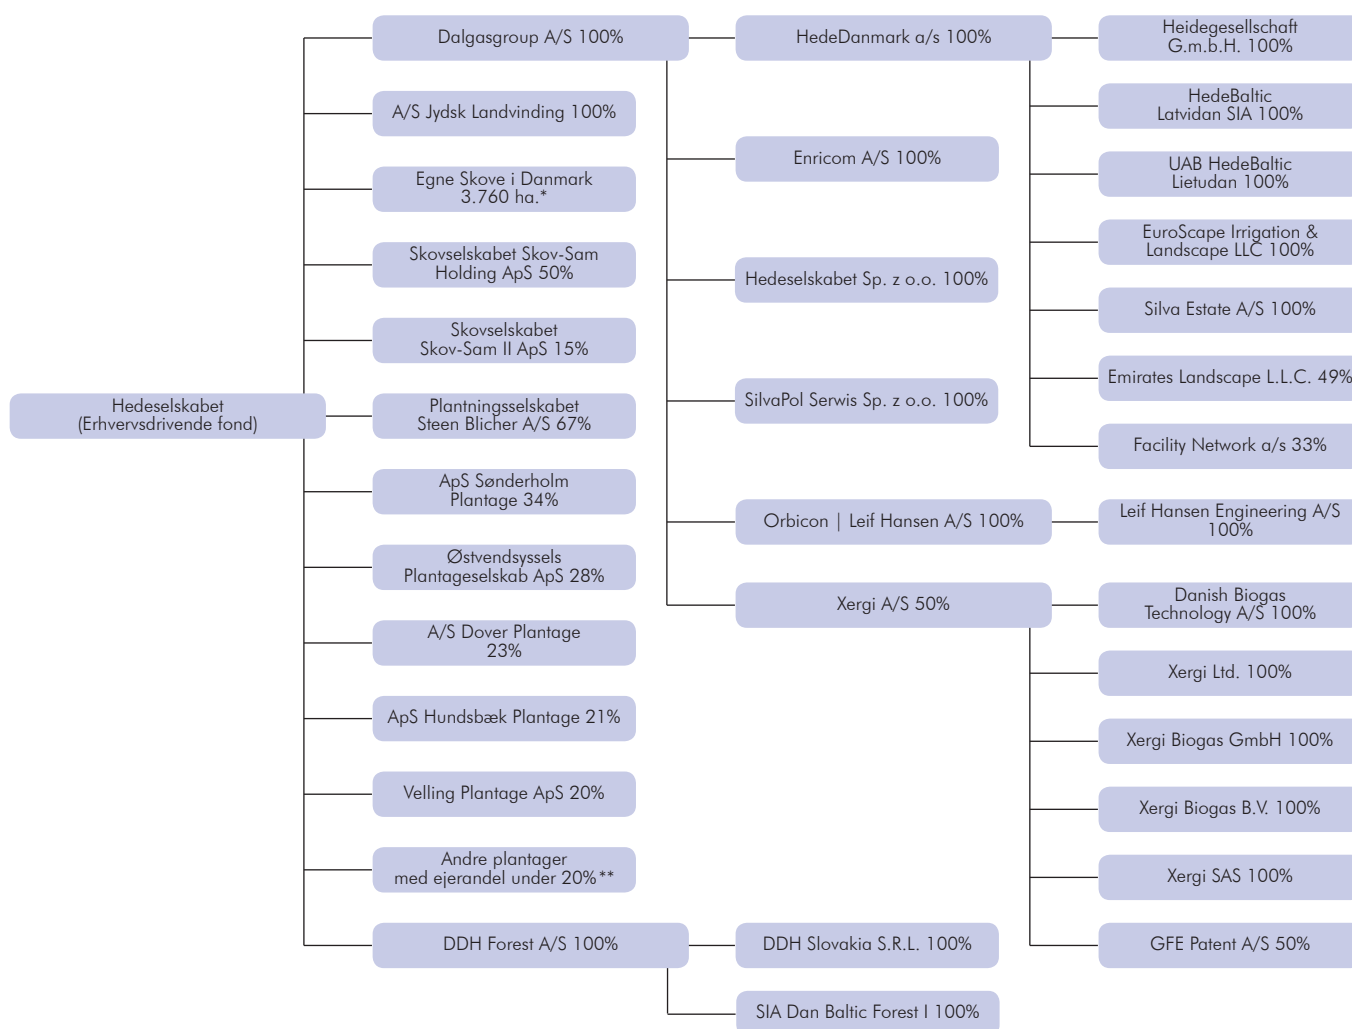 Hedeselskabet
(Erhvervsdrivende fond)
Dalgasgroup A/S 100%
A/S Jydsk Landvinding 100%
Egne Skove i Danmark
3.760 ha.*
Skovselskabet Skov-Sam
Holding ApS 50%
Skovselskabet
Skov-Sam II ApS 15%
Plantningsselskabet
Steen Blicher A/S 67%
ApS Sønderholm
Plantage 34%
Østvendsyssels
Plantageselskab ApS 28%
A/S Dover Plantage
23%
ApS Hundsbæk Plantage 21%
Velling Plantage ApS 20%
Andre plantager
med ejerandel under 20%**
DDH Forest A/S 100%
HedeDanmark a/s 100%
Enricom A/S 100%
Hedeselskabet Sp. z o.o. 100%
SilvaPol Serwis Sp. z o.o. 100%
Orbicon | Leif Hansen A/S 100%
Xergi A/S 50%
DDH Slovakia S.R.L. 100%
SIA Dan Baltic Forest I 100%
Heidegesellschaft
G.m.b.H. 100%
HedeBaltic
Latvidan SIA 100%
UAB HedeBaltic
Lietudan 100%
EuroScape Irrigation &
Landscape LLC 100%
Silva Estate A/S 100%
Emirates Landscape L.L.C. 49%
Facility Network a/s 33%
Leif Hansen Engineering A/S
100%
Danish Biogas
Technology A/S 100%
Xergi Ltd. 100%
Xergi Biogas GmbH 100%
Xergi Biogas B.V. 100%
Xergi SAS 100%
GFE Patent A/S 50%